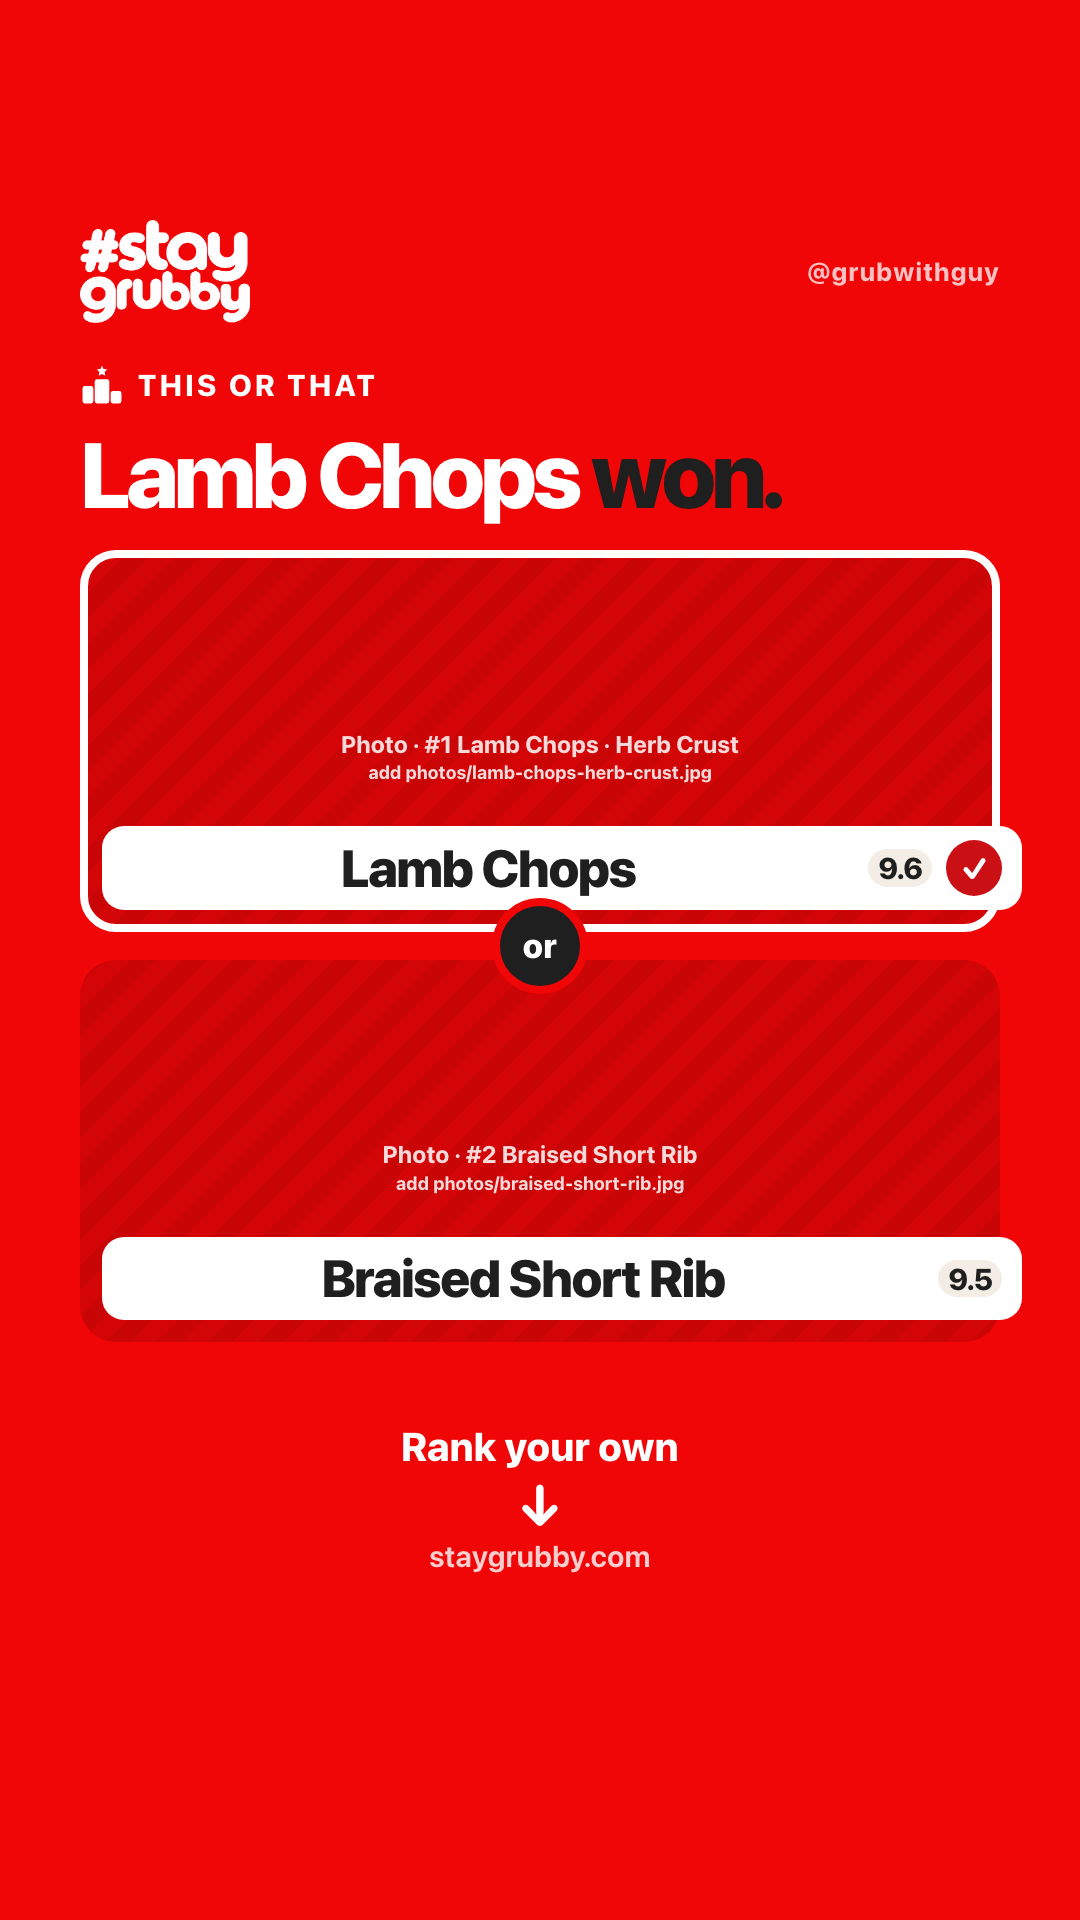 #stay
grubby
@grubwithguy
THIS OR THAT
Lamb Chops won.
Photo · #1 Lamb Chops · Herb Crust
add photos/lamb-chops-herb-crust.jpg
Lamb Chops 9.6
or
Photo · #2 Braised Short Rib
add photos/braised-short-rib.jpg
Braised Short Rib 9.5
Rank your own
staygrubby.com